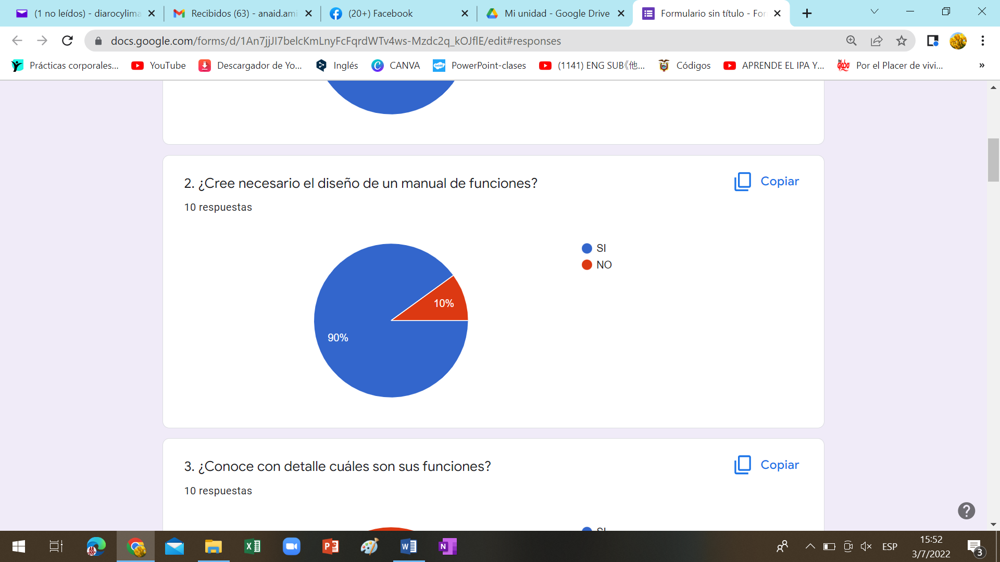 (1 no leídos) - diarocylima
Recibidos (63) - anaid.ami
(20+) Facebook
Mi unidad - Google Drive
Formulario sin título - For
docs.google.com/forms/d/1An7jjJI7belcKmLnyFcFqrdWTv4ws-Mzdc2q_kOJflE/edit#responses
Prácticas corporales...
YouTube
Descargador de Yo...
Inglés
CANVA
PowerPoint-clases
(1141) ENG SUB《他...
Códigos
APRENDE EL IPA Y...
Por el Placer de vivi...
»
2. ¿Cree necesario el diseño de un manual de funciones?
Copiar
10 respuestas
SI
NO
10%
90%
3. ¿Conoce con detalle cuáles son sus funciones?
Copiar
10 respuestas
SI
ESP
15:52
3/7/2022
3